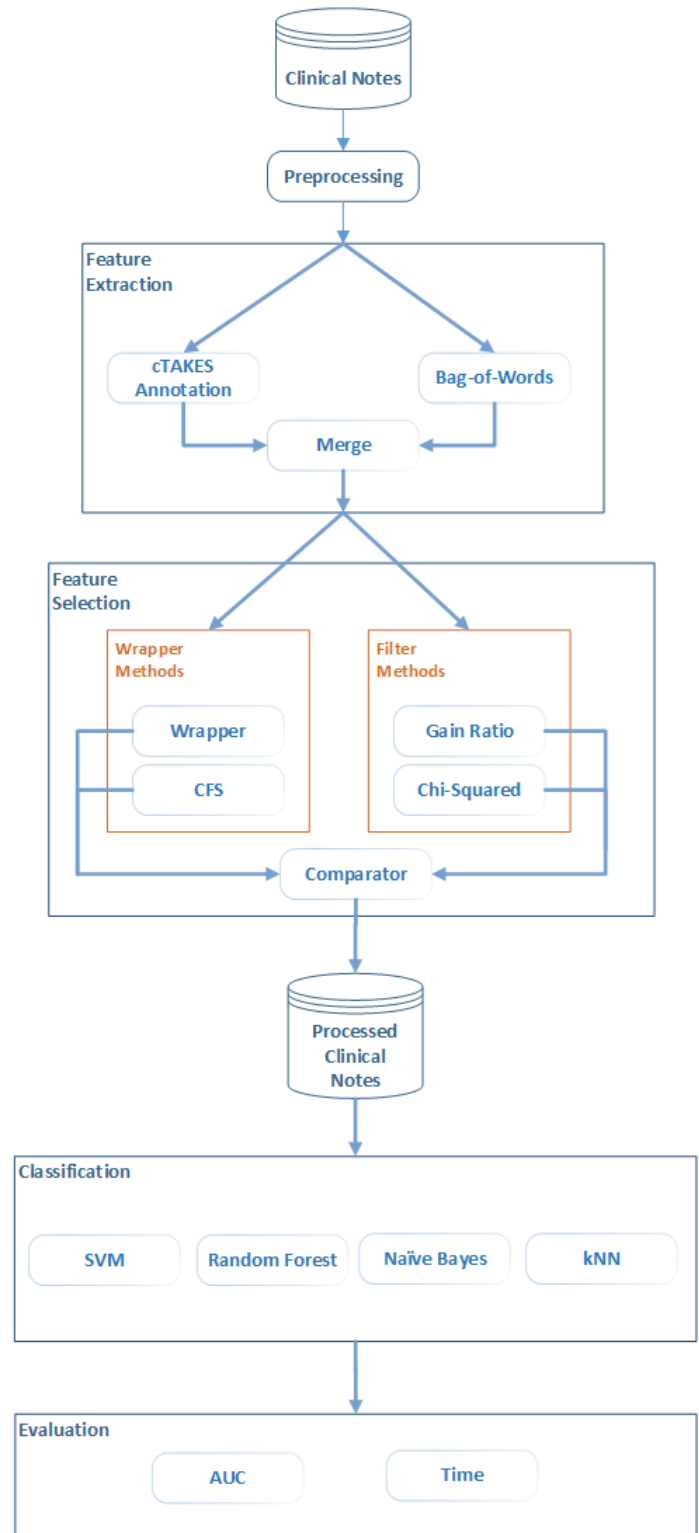 Clinical Notes
Preprocessing
Feature
Extraction
cTAKES
Annotation
Bag-of-Words
Merge
Feature
Selection
Wrapper
Methods
Filter
Methods
Wrapper
Gain Ratio
CFS
Chi-Squared
Comparator
Processed
Clinical
Notes
Classification
SVM
Random Forest
Naïve Bayes
kNN
Evaluation
AUC
Time